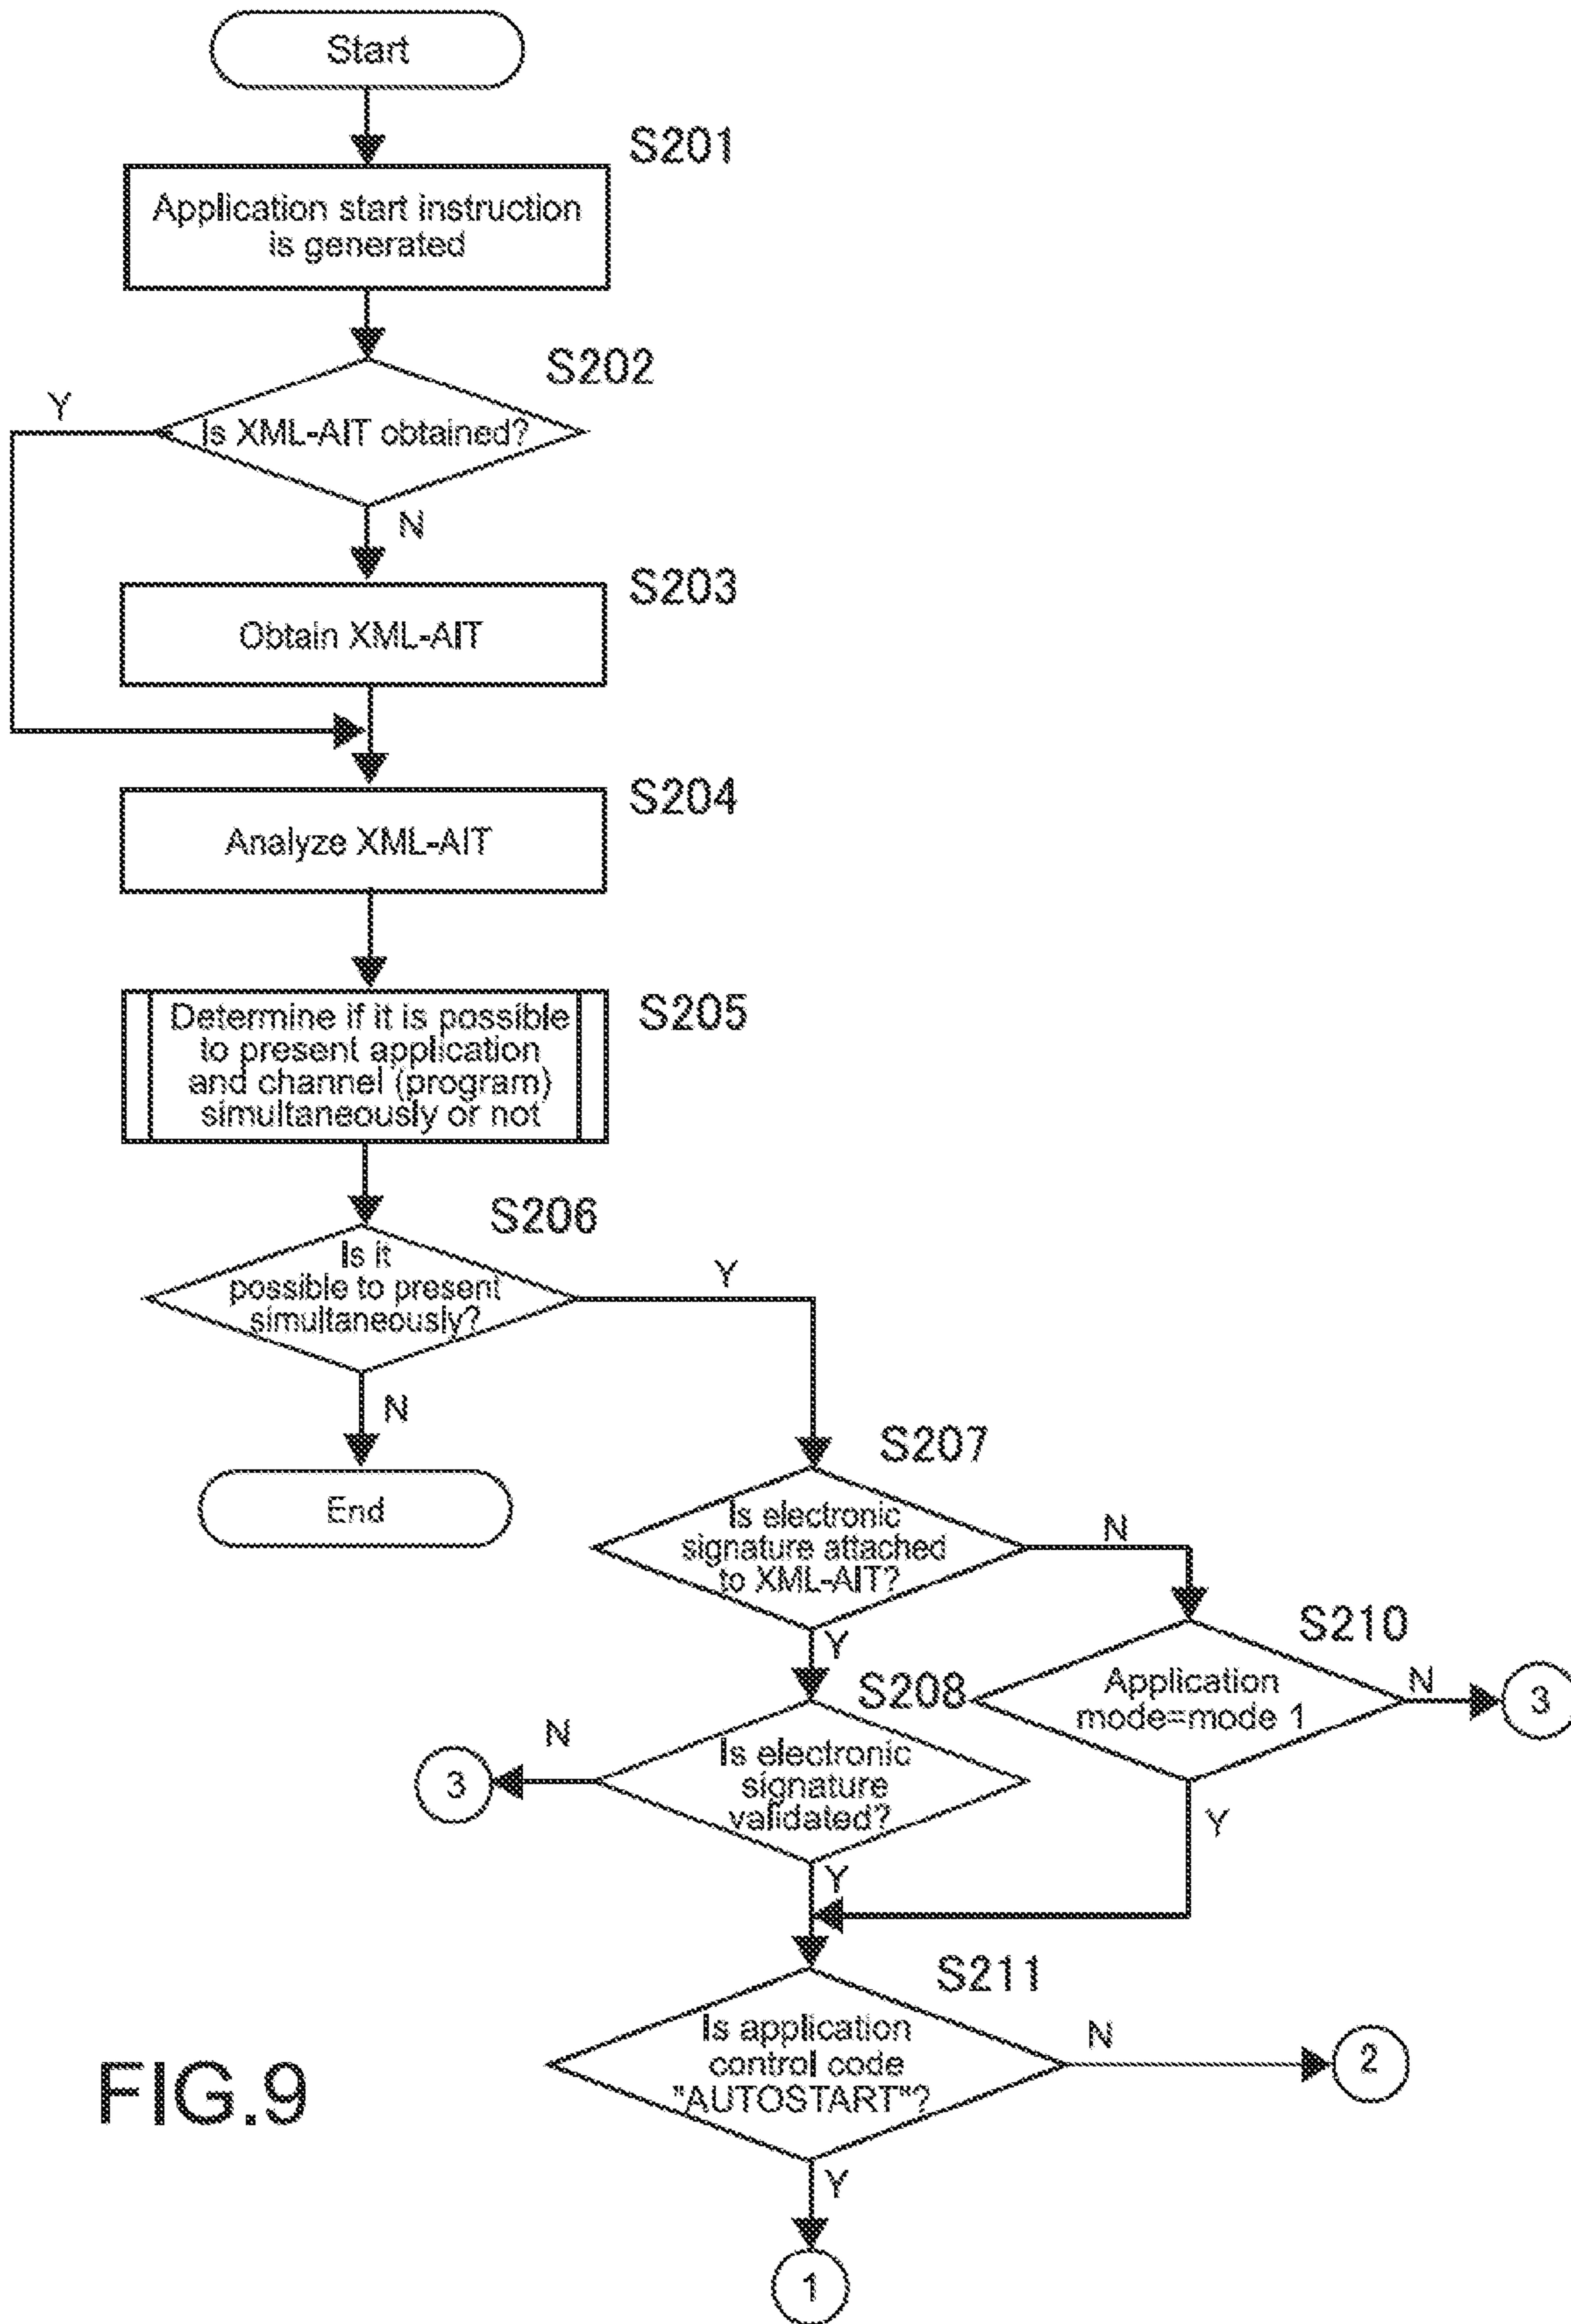 Start
S201
Application start instruction
is generated
S202
Y
Is XML-AIT obtained?
N
S203
Obtain XML-AIT
S204
Analyze XML-AIT
S205
Determine if it is possible
to present application
and channel (program)
simultaneously or not
S206
Is it
possible to present
simultaneously?
Y
N
End
S207
Is electronic
signature attached
to XML-AIT?
N
Y
S210
Application
mode=mode 1
N
3
Y
S208
Is electronic
signature
validated?
N
3
Y
S211
Is application
control code
"AUTOSTART"?
N
2
Y
1
FIG.9